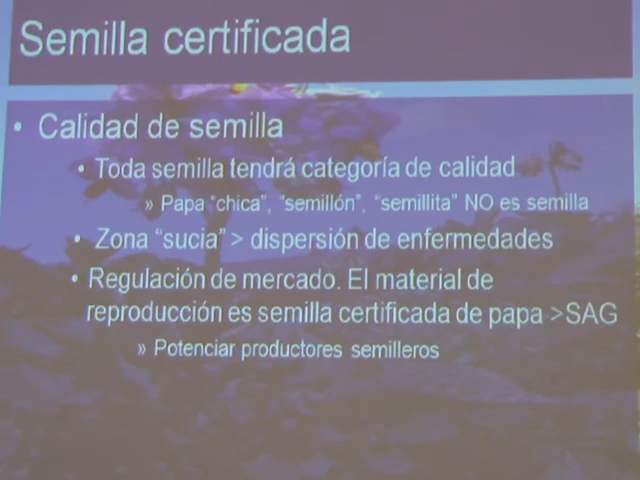 Semilla certificada
• Calidad de semilla
• Toda semilla tendrá categoría de calidad
» Papa "chica", "semillón", "semillita" NO es semilla
• Zona "sucia" > dispersión de enfermedades
• Regulación de mercado. El material de
reproducción es semilla certificada de papa >SAG
» Potenciar productores semilleros